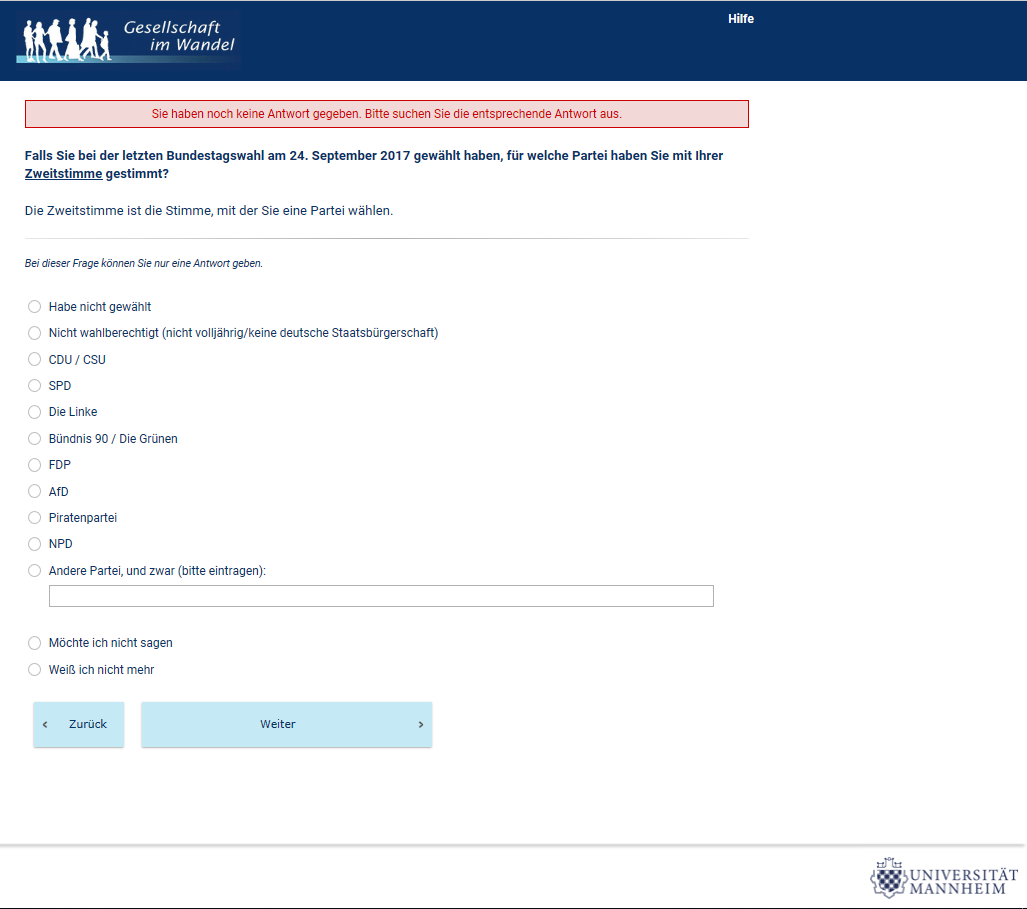 Gesellschaft
im Wandel
Hilfe
Sie haben noch keine Antwort gegeben. Bitte suchen Sie die entsprechende Antwort aus.
Falls Sie bei der letzten Bundestagswahl am 24. September 2017 gewählt haben, für welche Partei haben Sie mit Ihrer
Zweitstimme gestimmt?
Die Zweitstimme ist die Stimme, mit der Sie eine Partei wählen.
Bei dieser Frage können Sie nur eine Antwort geben.
Habe nicht gewählt
Nicht wahlberechtigt (nicht volljährig/keine deutsche Staatsbürgerschaft)
CDU / CSU
SPD
Die Linke
Bündnis 90 / Die Grünen
FDP
AfD
Piratenpartei
NPD
Andere Partei, und zwar (bitte eintragen):
Möchte ich nicht sagen
Weiß ich nicht mehr
‹ Zurück
Weiter ›
UNIVERSITÄT
MANNHEIM